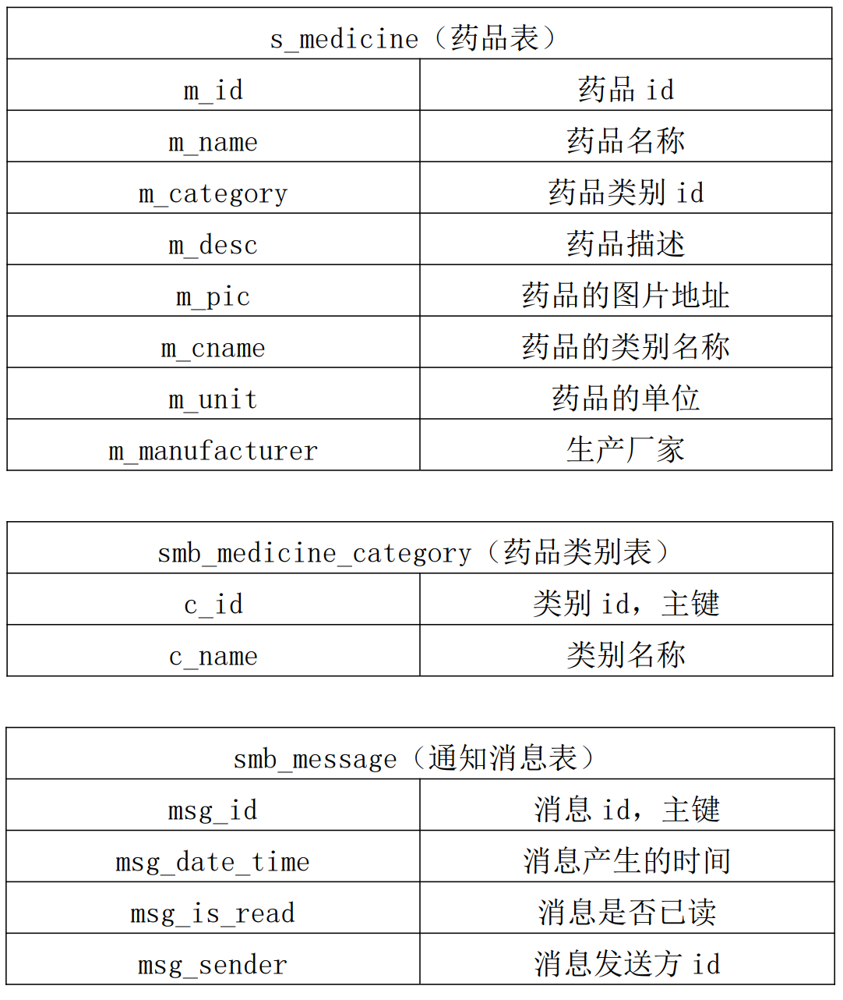 s_medicine（药品表）
m_id 药品 id
m_name 药品名称
m_category 药品类别 id
m_desc 药品描述
m_pic 药品的图片地址
m_cname 药品的类别名称
m_unit 药品的单位
m_manufacturer 生产厂家
smb_medicine_category（药品类别表）
c_id 类别 id，主键
c_name 类别名称
smb_message（通知消息表）
msg_id 消息 id，主键
msg_date_time 消息产生的时间
msg_is_read 消息是否已读
msg_sender 消息发送方 id